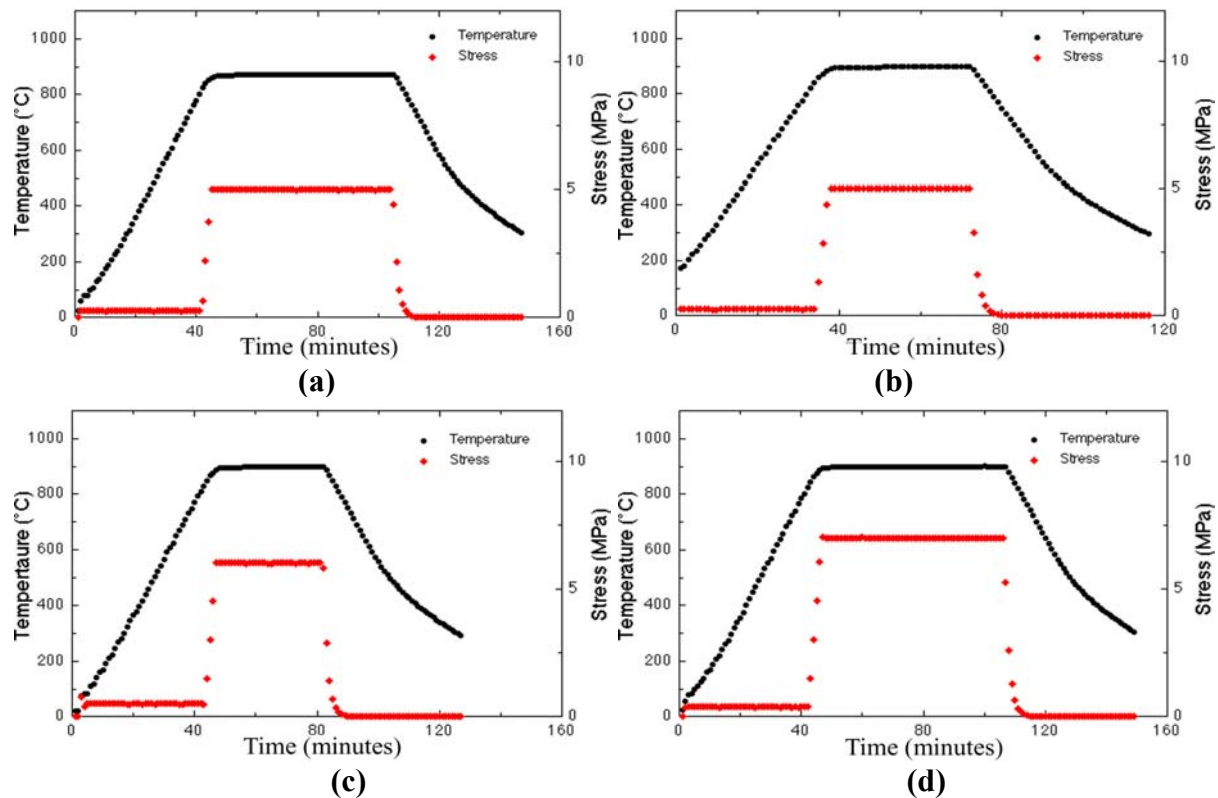 1000
800
600
400
200
0
Temperature (°C)
Temperature
Stress
10
5
0
Stress (MPa)
0 40 80 120 160
Time (minutes)
(a)
1000
800
600
400
200
0
Temperature (°C)
Temperature
Stress
10
5
0
Stress (MPa)
0 40 80 120
Time (minutes)
(b)
1000
800
600
400
200
0
Tempertaure (°C)
Temperature
Stress
10
5
0
Stress (MPa)
0 40 80 120 160
Time (minutes)
(c)
1000
800
600
400
200
0
Temperature (°C)
Temperature
Stress
10
5
0
Stress (MPa)
0 40 80 120 160
Time (minutes)
(d)